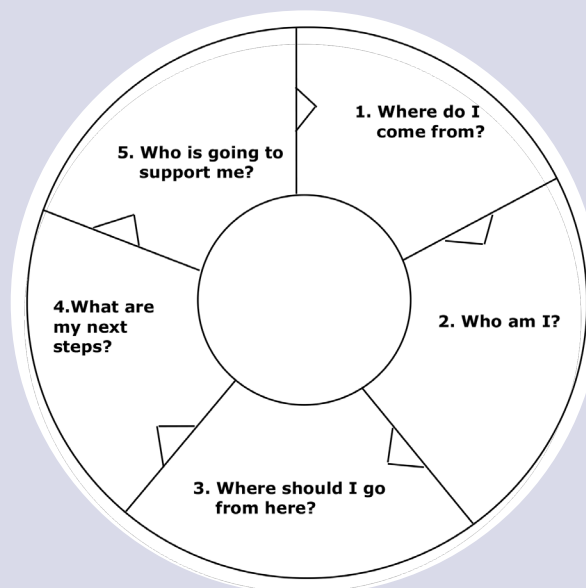 1. Where do I
come from?
2. Who am I?
3. Where should I go
from here?
4.What are
my next
steps?
5. Who is going to
support me?